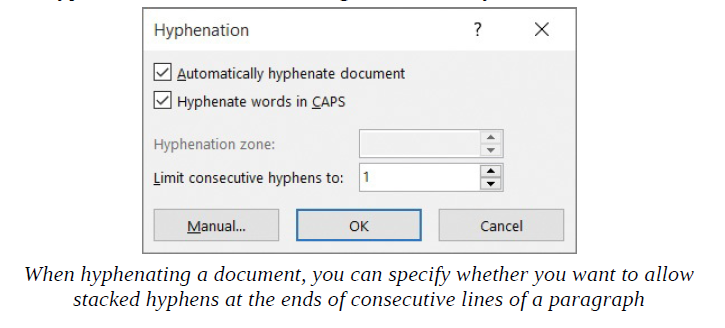 Hyphenation ?
Automatically hyphenate document
Hyphenate words in CAPS
Hyphenation zone:
Limit consecutive hyphens to: 1
Manual... OK Cancel
When hyphenating a document, you can specify whether you want to allow
stacked hyphens at the ends of consecutive lines of a paragraph